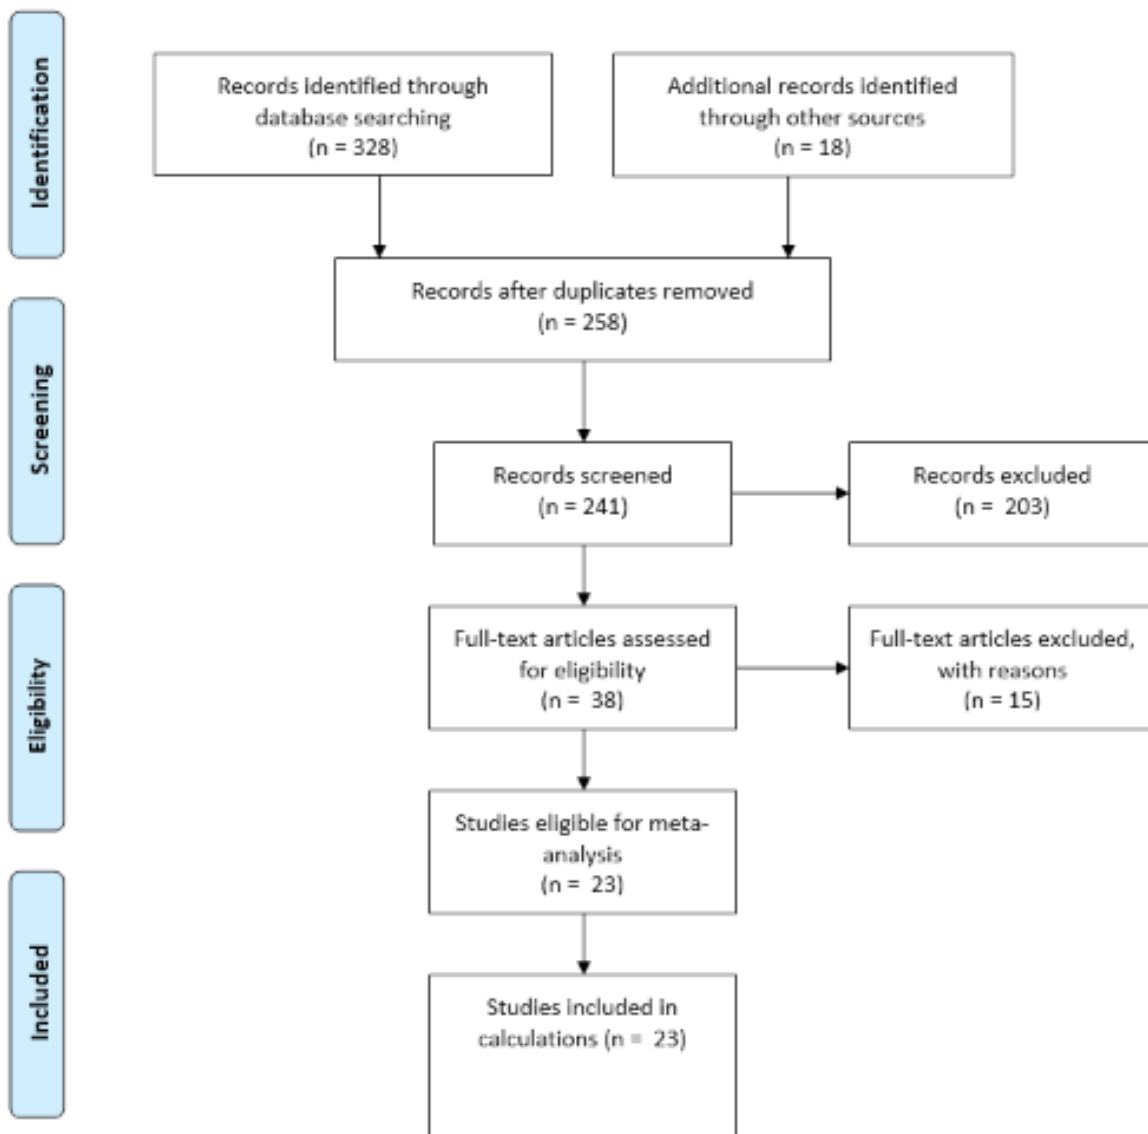 Identification
Records identified through
database searching
(n = 328)
Additional records identified
through other sources
(n = 18)
Records after duplicates removed
(n = 258)
Screening
Records screened
(n = 241)
Records excluded
(n = 203)
Eligibility
Full-text articles assessed
for eligibility
(n = 38)
Full-text articles excluded,
with reasons
(n = 15)
Studies eligible for meta-
analysis
(n = 23)
Included
Studies included in
calculations (n = 23)